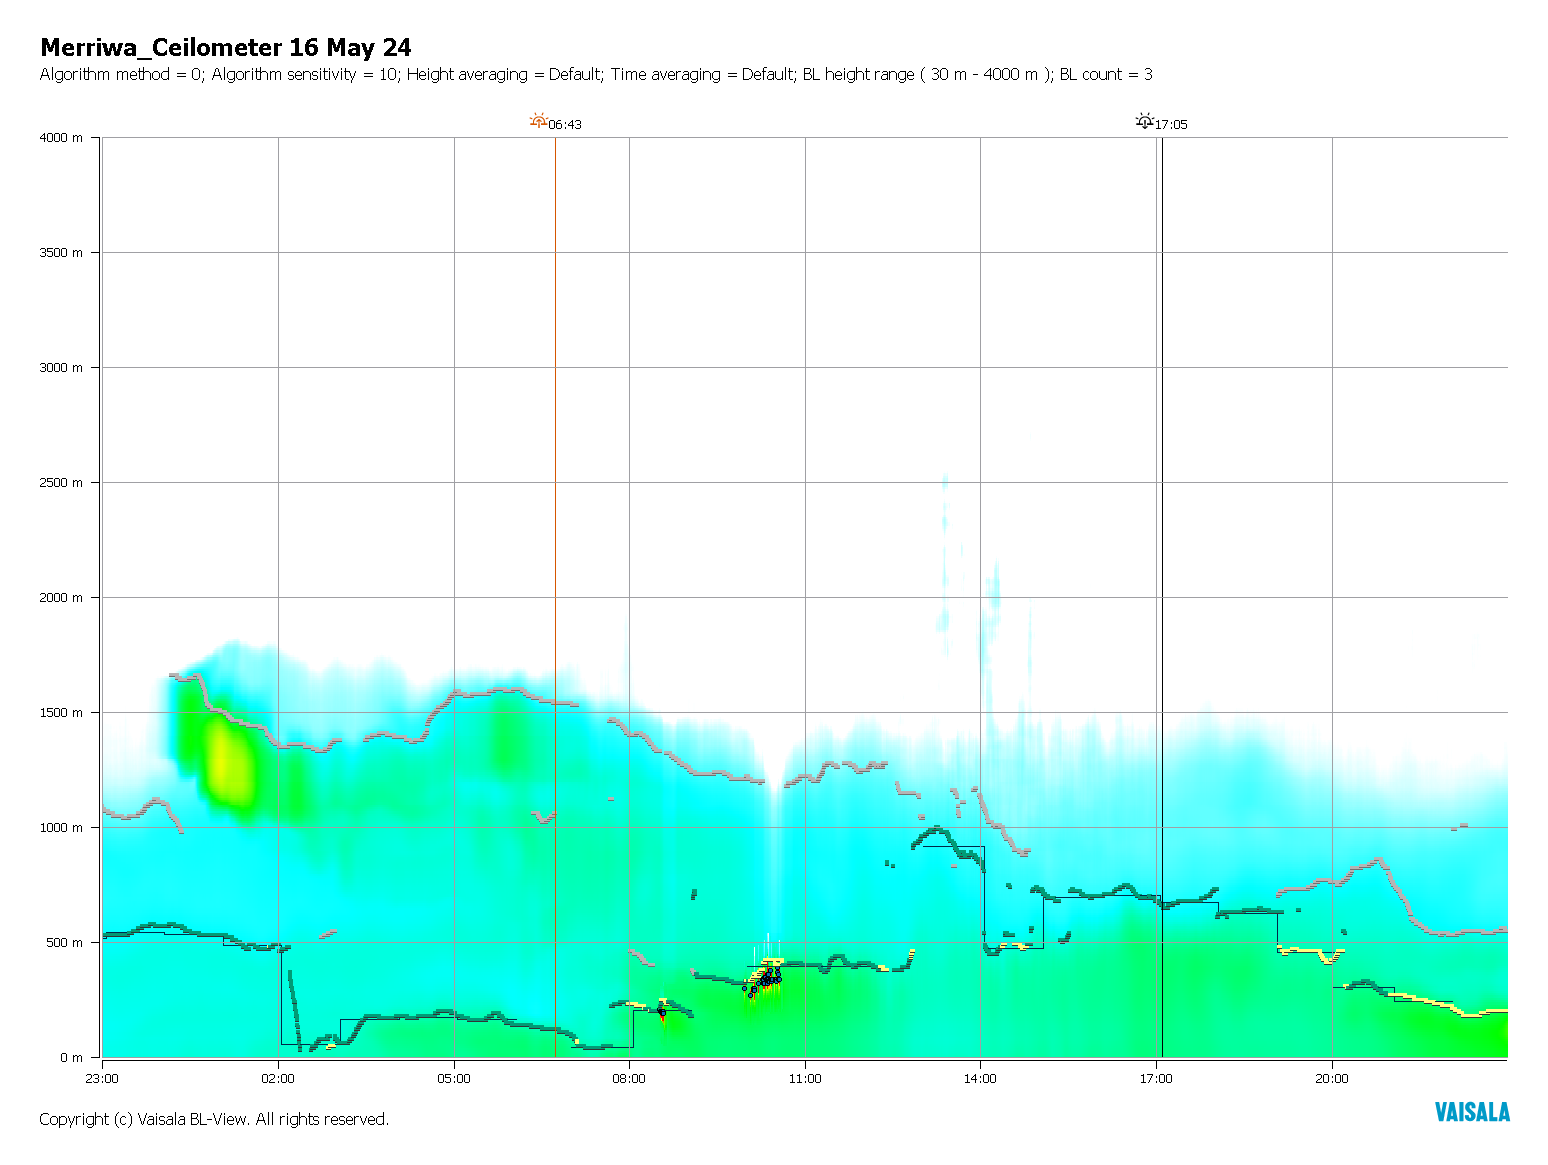 Merriwa_Ceilometer 16 May 24
Algorithm method = 0; Algorithm sensitivity = 10; Height averaging = Default; Time averaging = Default; BL height range ( 30 m - 4000 m ); BL count = 3
06:43
17:05
4000 m
3500 m
3000 m
2500 m
2000 m
1500 m
1000 m
500 m
0 m
23:00 02:00 05:00 08:00 11:00 14:00 17:00 20:00
Copyright (c) Vaisala BL-View. All rights reserved.
VAISALA